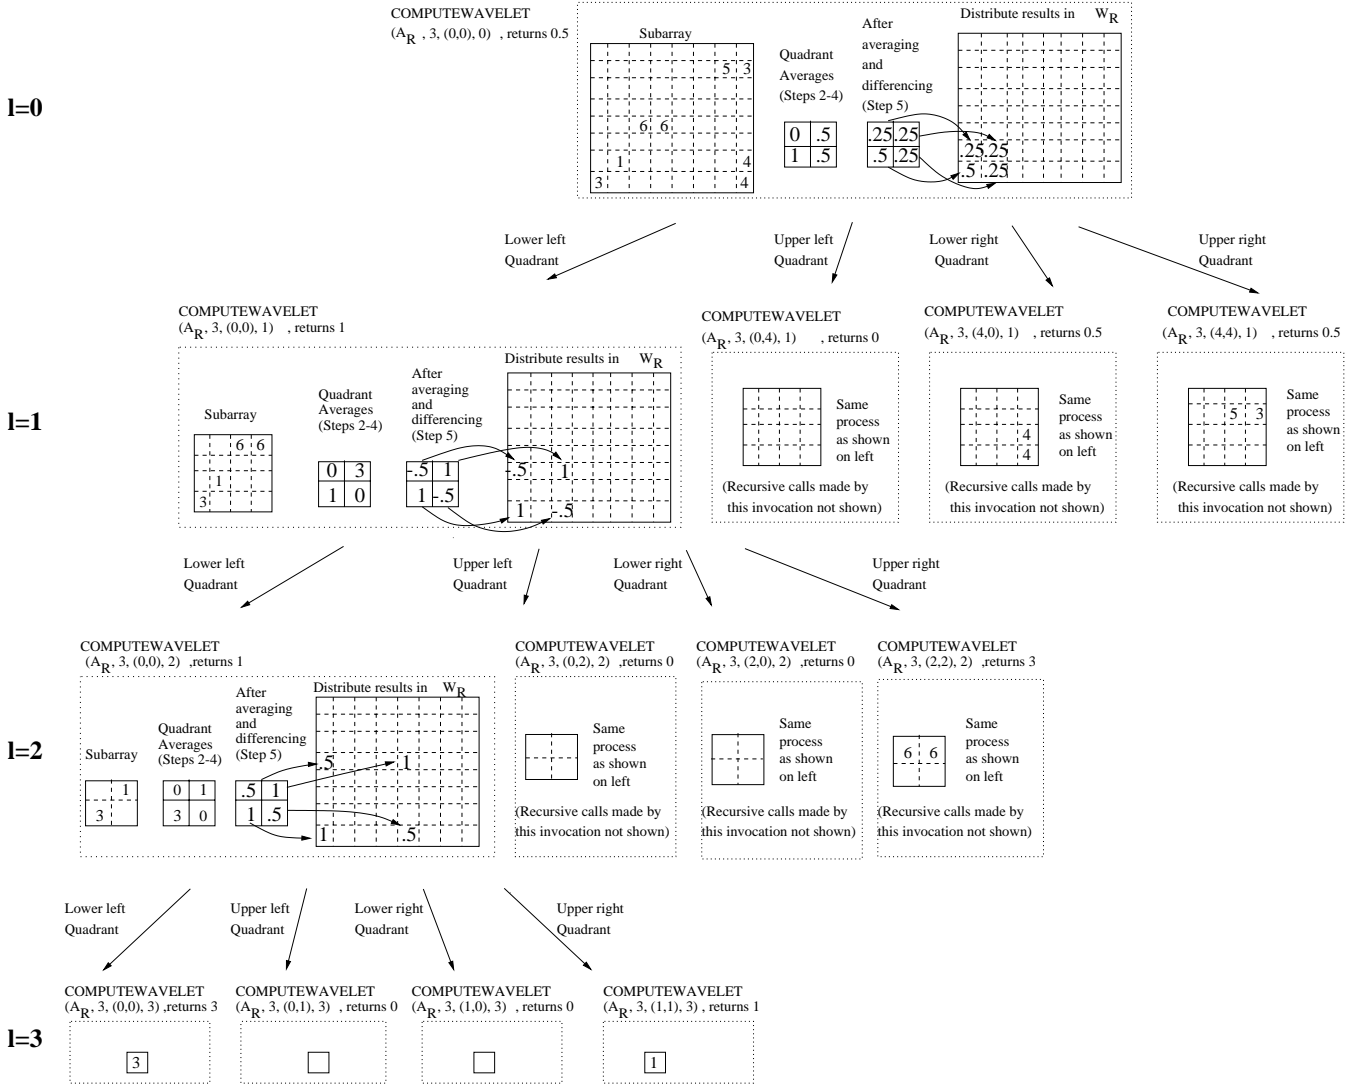 COMPUTEWAVELET
(A_R , 3, (0,0), 0) , returns 0.5
Subarray
5 3
6 6
1 4
3 4
Quadrant
Averages
(Steps 2-4)
0 .5
1 .5
After
averaging
and
differencing
(Step 5)
.25 .25
.5 .25
Distribute results in W_R
.25 .25
.5 .25
l=0
Lower left
Quadrant
Upper left
Quadrant
Lower right
Quadrant
Upper right
Quadrant
l=1
COMPUTEWAVELET
(A_R, 3, (0,0), 1) , returns 1
Subarray
6 6
1
3
Quadrant
Averages
(Steps 2-4)
0 3
1 0
After
averaging
and
differencing
(Step 5)
-.5 1
1 -.5
Distribute results in W_R
-.5 1
1 -.5
COMPUTEWAVELET
(A_R, 3, (0,4), 1) , returns 0
Same
process
as shown
on left
(Recursive calls made by
this invocation not shown)
COMPUTEWAVELET
(A_R, 3, (4,0), 1) , returns 0.5
4
4
Same
process
as shown
on left
(Recursive calls made by
this invocation not shown)
COMPUTEWAVELET
(A_R, 3, (4,4), 1) , returns 0.5
5 3
Same
process
as shown
on left
(Recursive calls made by
this invocation not shown)
Lower left
Quadrant
Upper left
Quadrant
Lower right
Quadrant
Upper right
Quadrant
l=2
COMPUTEWAVELET
(A_R, 3, (0,0), 2) ,returns 1
Subarray
1
3
Quadrant
Averages
(Steps 2-4)
0 1
3 0
After
averaging
and
differencing
(Step 5)
.5 1
1 .5
Distribute results in W_R
.5 1
1 .5
COMPUTEWAVELET
(A_R, 3, (0,2), 2) ,returns 0
Same
process
as shown
on left
(Recursive calls made by
this invocation not shown)
COMPUTEWAVELET
(A_R, 3, (2,0), 2) ,returns 0
Same
process
as shown
on left
(Recursive calls made by
this invocation not shown)
COMPUTEWAVELET
(A_R, 3, (2,2), 2) ,returns 3
6 6
Same
process
as shown
on left
(Recursive calls made by
this invocation not shown)
Lower left
Quadrant
Upper left
Quadrant
Lower right
Quadrant
Upper right
Quadrant
l=3
COMPUTEWAVELET
(A_R, 3, (0,0), 3) ,returns 3
3
COMPUTEWAVELET
(A_R, 3, (0,1), 3) , returns 0
COMPUTEWAVELET
(A_R, 3, (1,0), 3) , returns 0
COMPUTEWAVELET
(A_R, 3, (1,1), 3) , returns 1
1